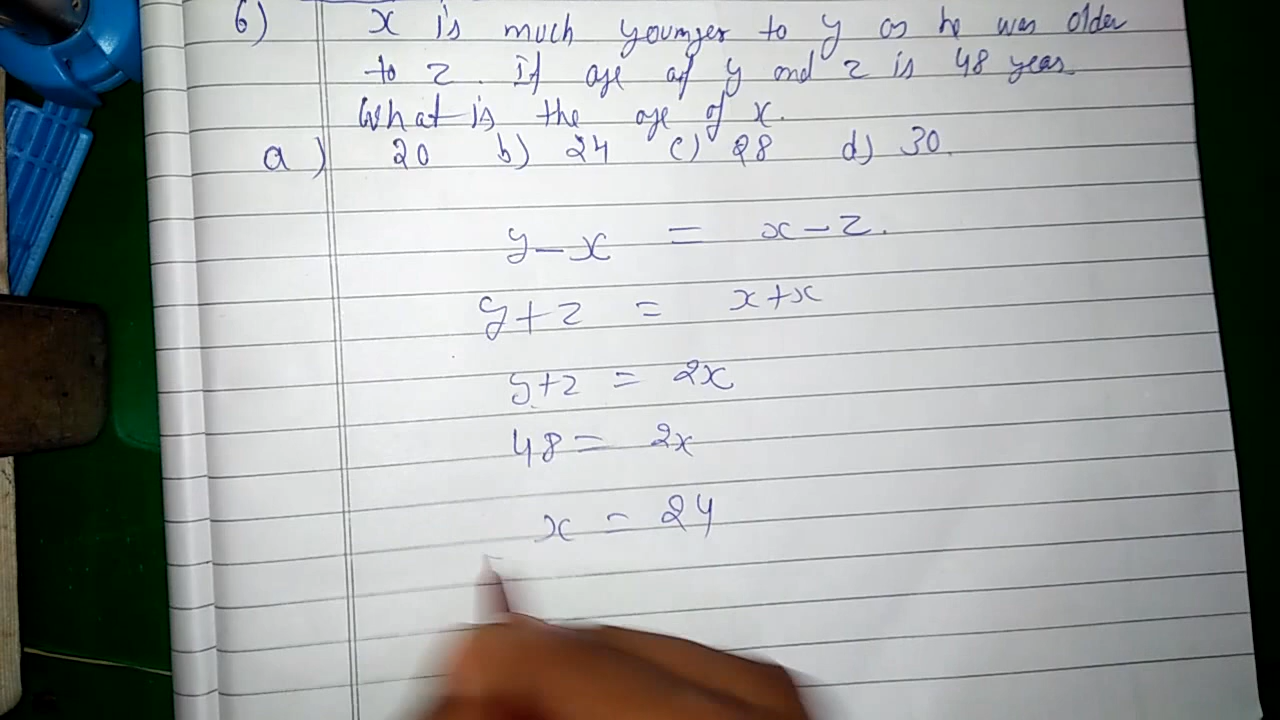 6) x is much younger to y as he was older
to z. if age of y and z is 48 years
What is the age of x.
a) 20 b) 24 c) 28 d) 30.
y-x = x-z.
y+z = x+x
y+z = 2x
48 = 2x
x = 24